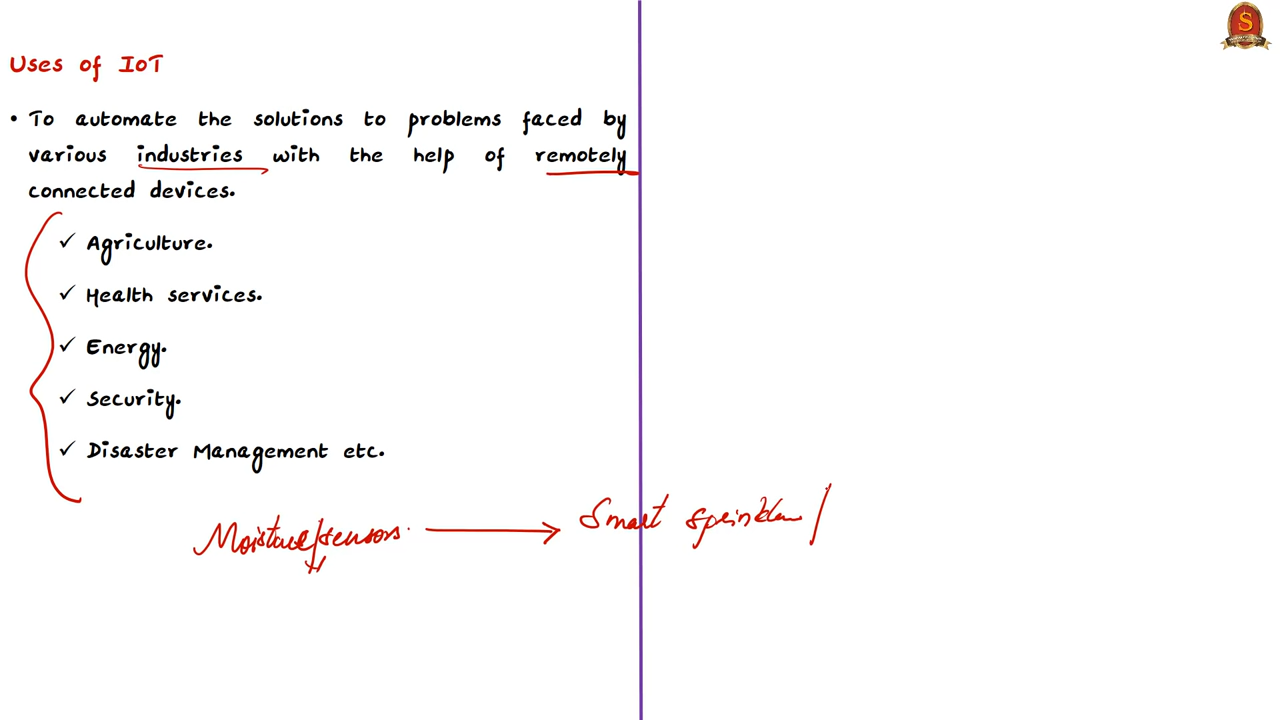 Uses of IoT
• To automate the solutions to problems faced by
various industries with the help of remotely
connected devices.
✓ Agriculture.
✓ Health services.
✓ Energy.
✓ Security.
✓ Disaster Management etc.
Moisture/sensors. → Smart
S